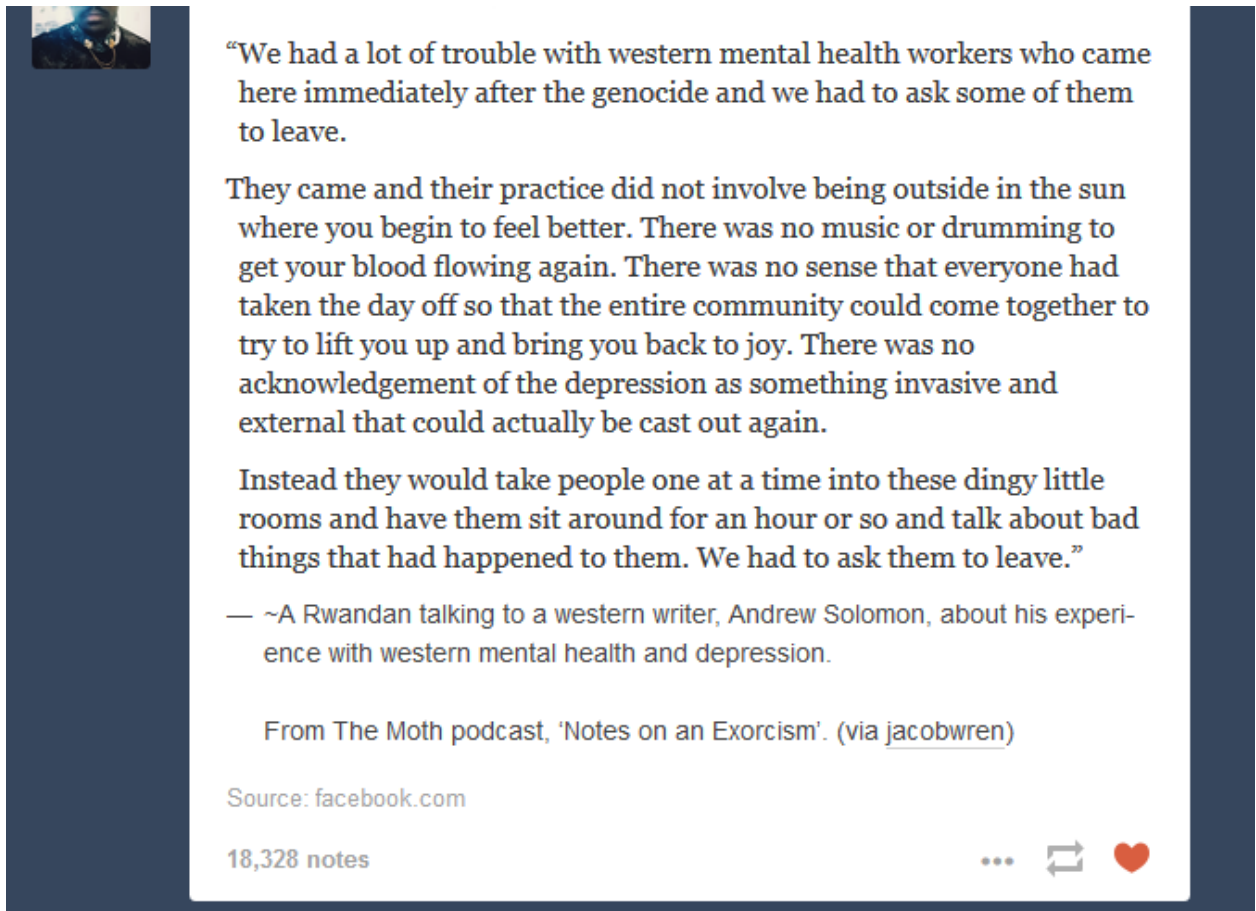 “We had a lot of trouble with western mental health workers who came
here immediately after the genocide and we had to ask some of them
to leave.
They came and their practice did not involve being outside in the sun
where you begin to feel better. There was no music or drumming to
get your blood flowing again. There was no sense that everyone had
taken the day off so that the entire community could come together to
try to lift you up and bring you back to joy. There was no
acknowledgement of the depression as something invasive and
external that could actually be cast out again.
Instead they would take people one at a time into these dingy little
rooms and have them sit around for an hour or so and talk about bad
things that had happened to them. We had to ask them to leave.”
— ~A Rwandan talking to a western writer, Andrew Solomon, about his experi-
ence with western mental health and depression.
From The Moth podcast, ‘Notes on an Exorcism’. (via jacobwren)
Source: facebook.com
18,328 notes